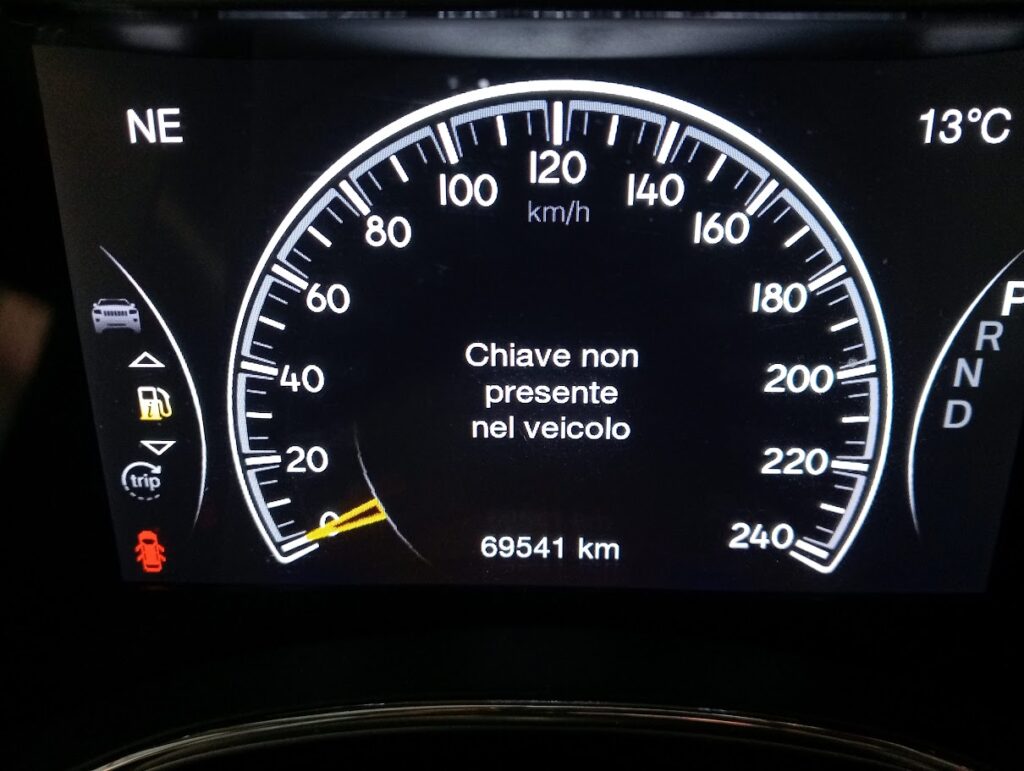 NE
13°C
120
100
140
km/h
80
160
60
180
P
R
Chiave non
40
200
N
presente
D
nel veicolo
20
220
trip
0
240
69541 km